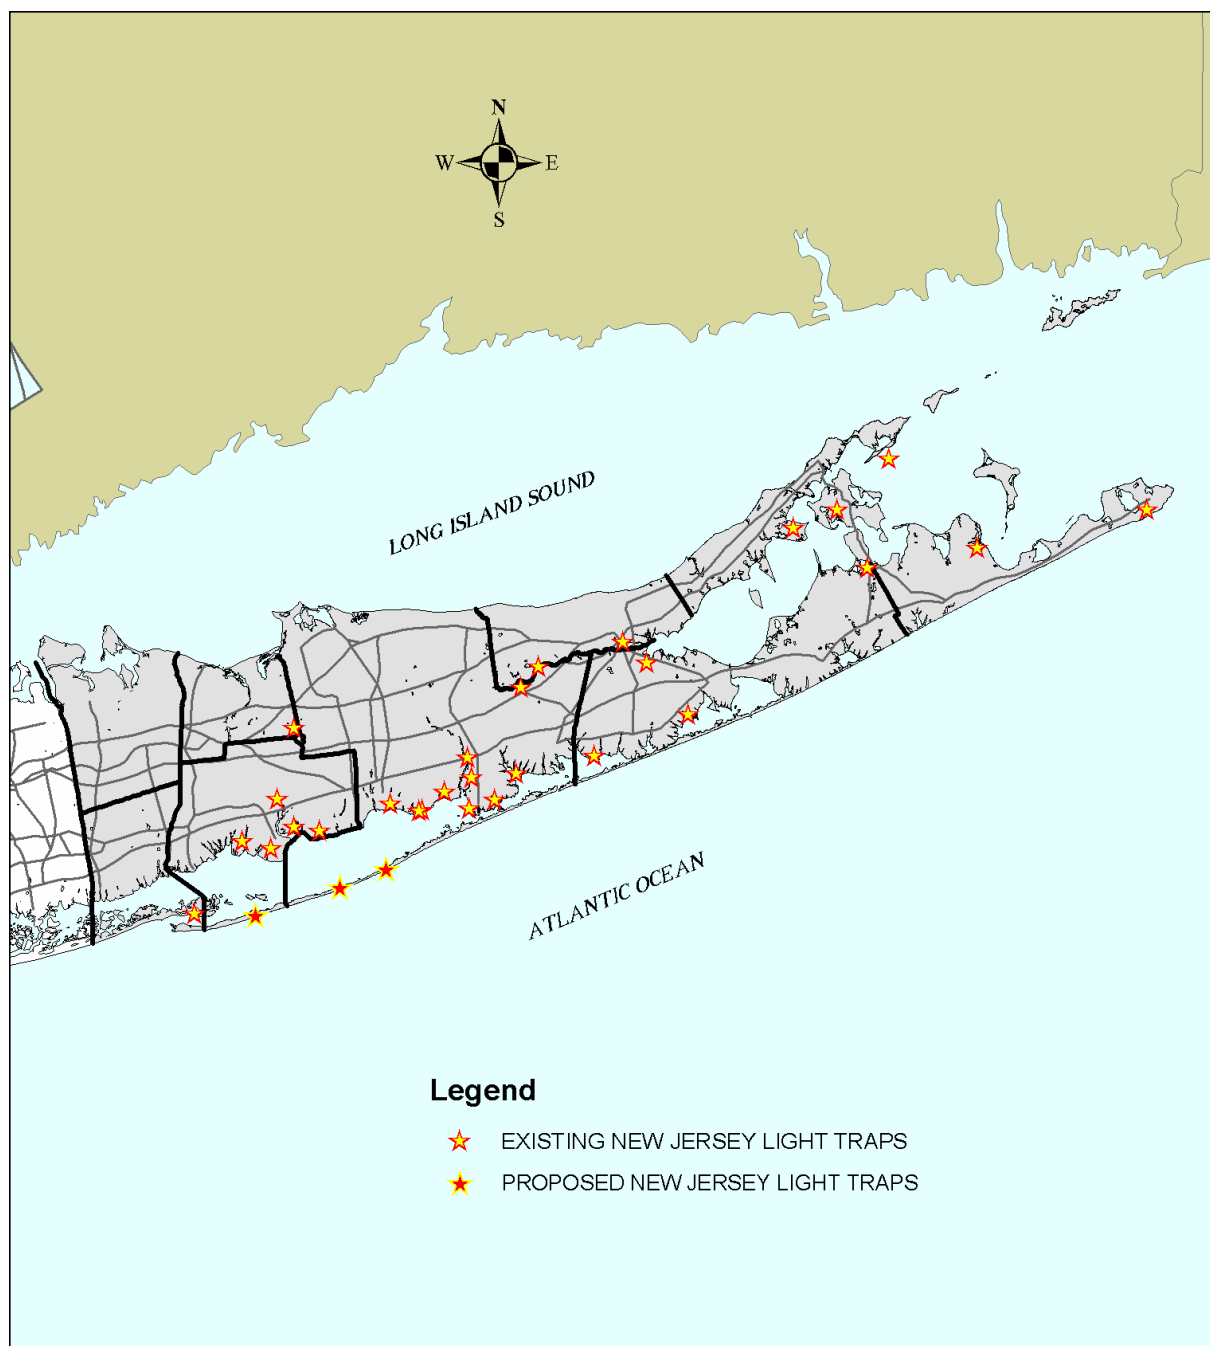 N
W E
S
LONG ISLAND SOUND
ATLANTIC OCEAN
Legend
EXISTING NEW JERSEY LIGHT TRAPS
PROPOSED NEW JERSEY LIGHT TRAPS